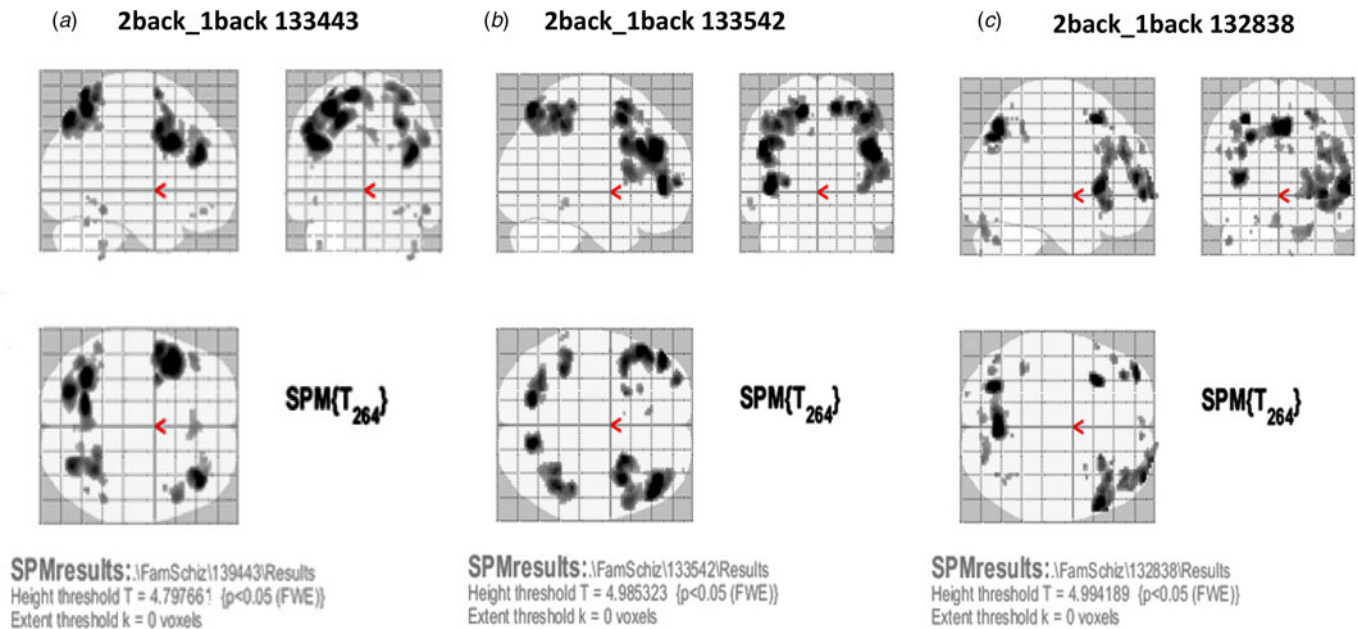 (a) 2back_1back 133443
(b) 2back_1back 133542
(c) 2back_1back 132838
SPM{T264}
SPM{T264}
SPM{T264}
SPMresults:.\FamSchiz\139443\Results
Height threshold T = 4.797661 {p<0.05 (FWE)}
Extent threshold k = 0 voxels
SPMresults:.\FamSchiz\133542\Results
Height threshold T = 4.985323 {p<0.05 (FWE)}
Extent threshold k = 0 voxels
SPMresults:.\FamSchiz\132838\Results
Height threshold T = 4.994189 {p<0.05 (FWE)}
Extent threshold k = 0 voxels